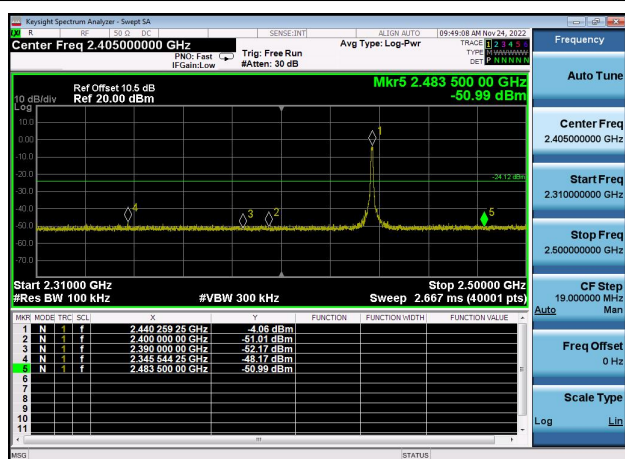 Keysight Spectrum Analyzer - Swept SA
R RF 50 Ω DC SENSE:INT ALIGN AUTO 09:49:08 AM Nov 24, 2022
Center Freq 2.405000000 GHz
PNO: Fast
IFGain:Low
Trig: Free Run
#Atten: 30 dB
Avg Type: Log-Pwr
TRACE 1 2 3 4 5 6
TYPE M WWWWW
DET P N N N N N
Ref Offset 10.5 dB
10 dB/div Ref 20.00 dBm
Log
Mkr5 2.483 500 00 GHz
-50.99 dBm
10.0
0.00
-10.0
-20.0
-30.0
-40.0
-50.0
-60.0
-70.0
1
-24.12 dBm
4
3
2
5
Start 2.31000 GHz Stop 2.50000 GHz
#Res BW 100 kHz #VBW 300 kHz Sweep 2.667 ms (40001 pts)
MKR MODE TRC SCL X Y FUNCTION FUNCTION WIDTH FUNCTION VALUE
1 N 1 f 2.440 259 25 GHz -4.06 dBm
2 N 1 f 2.400 000 00 GHz -51.01 dBm
3 N 1 f 2.390 000 00 GHz -52.17 dBm
4 N 1 f 2.345 544 25 GHz -48.17 dBm
5 N 1 f 2.483 500 00 GHz -50.99 dBm
6
7
8
9
10
11
MSG STATUS
Frequency
Auto Tune
Center Freq
2.405000000 GHz
Start Freq
2.310000000 GHz
Stop Freq
2.500000000 GHz
CF Step
19.000000 MHz
Auto Man
Freq Offset
0 Hz
Scale Type
Log Lin